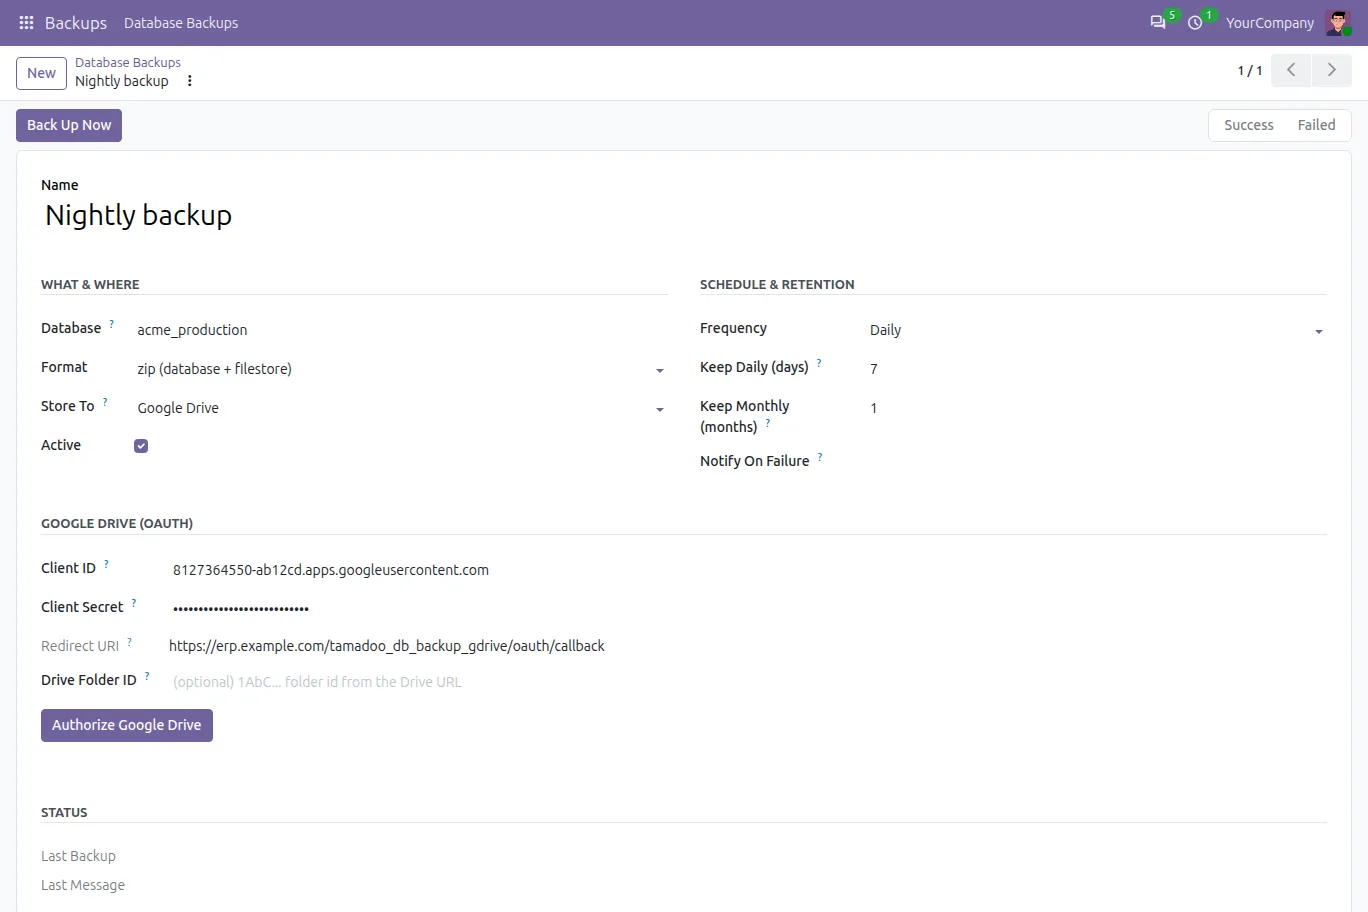 Backups Database Backups 5 1 YourCompany
New Database Backups
Nightly backup
1 / 1
Back Up Now Success Failed
Name
Nightly backup
WHAT & WHERE
Database ? acme_production
Format zip (database + filestore)
Store To ? Google Drive
Active
SCHEDULE & RETENTION
Frequency Daily
Keep Daily (days) ? 7
Keep Monthly 1
(months) ?
Notify On Failure ?
GOOGLE DRIVE (OAUTH)
Client ID ? 8127364550-ab12cd.apps.googleusercontent.com
Client Secret ? •••••••••••••••••••••••••••
Redirect URI ? https://erp.example.com/tamadoo_db_backup_gdrive/oauth/callback
Drive Folder ID ? (optional) 1AbC... folder id from the Drive URL
Authorize Google Drive
STATUS
Last Backup
Last Message